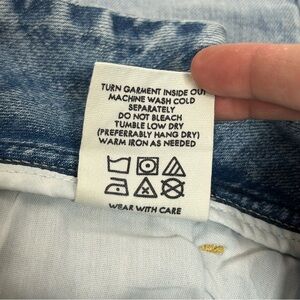 TURN GARMENT INSIDE OUT
MACHINE WASH COLD
SEPARATELY
DO NOT BLEACH
TUMBLE LOW DRY
(PREFERRABLY HANG DRY)
WARM IRON AS NEEDED
WEAR WITH CARE